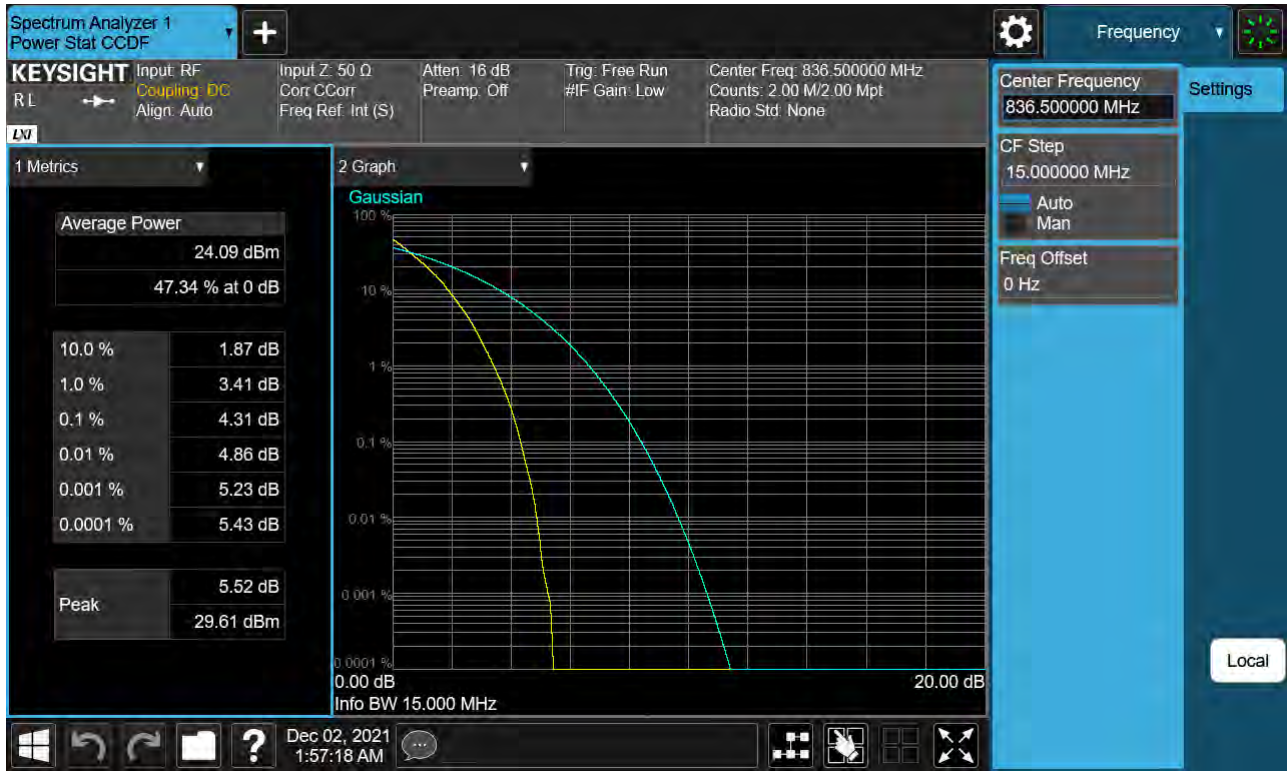 Spectrum Analyzer 1
Power Stat CCDF
+
Frequency
KEYSIGHT
RL
LXI
Input: RF
Coupling: DC
Align: Auto
Input Z: 50 Ω
Corr CCorr
Freq Ref: Int (S)
Atten: 16 dB
Preamp: Off
Trig: Free Run
#IF Gain: Low
Center Freq: 836.500000 MHz
Counts: 2.00 M/2.00 Mpt
Radio Std: None
Center Frequency
836.500000 MHz
Settings
CF Step
15.000000 MHz
Auto
Man
Freq Offset
0 Hz
Local
1 Metrics
Average Power
24.09 dBm
47.34 % at 0 dB
10.0 % 1.87 dB
1.0 % 3.41 dB
0.1 % 4.31 dB
0.01 % 4.86 dB
0.001 % 5.23 dB
0.0001 % 5.43 dB
Peak
5.52 dB
29.61 dBm
2 Graph
Gaussian
100 %
10 %
1 %
0.1 %
0.01 %
0.001 %
0.0001 %
0.00 dB
20.00 dB
Info BW 15.000 MHz
?
Dec 02, 2021
1:57:18 AM